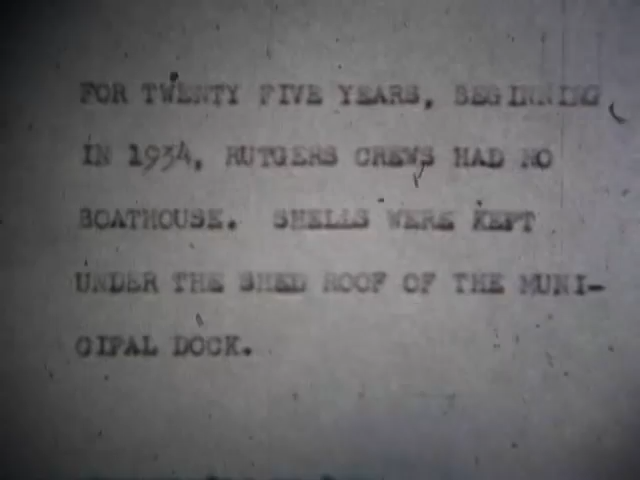 FOR TWENTY FIVE YEARS, BEGINNING
IN 1934, RUTGERS CREWS HAD NO
BOATHOUSE. SHELLS WERE KEPT
UNDER THE SHED ROOF OF THE MUNI-
CIPAL DOCK.